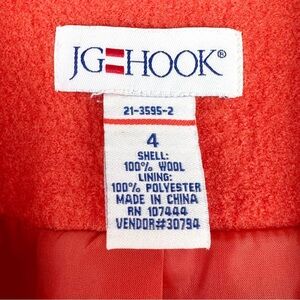 JG HOOK®
21-3595-2
4
SHELL:
100% WOOL
LINING:
100% POLYESTER
MADE IN CHINA
RN 107444
VENDOR#30794